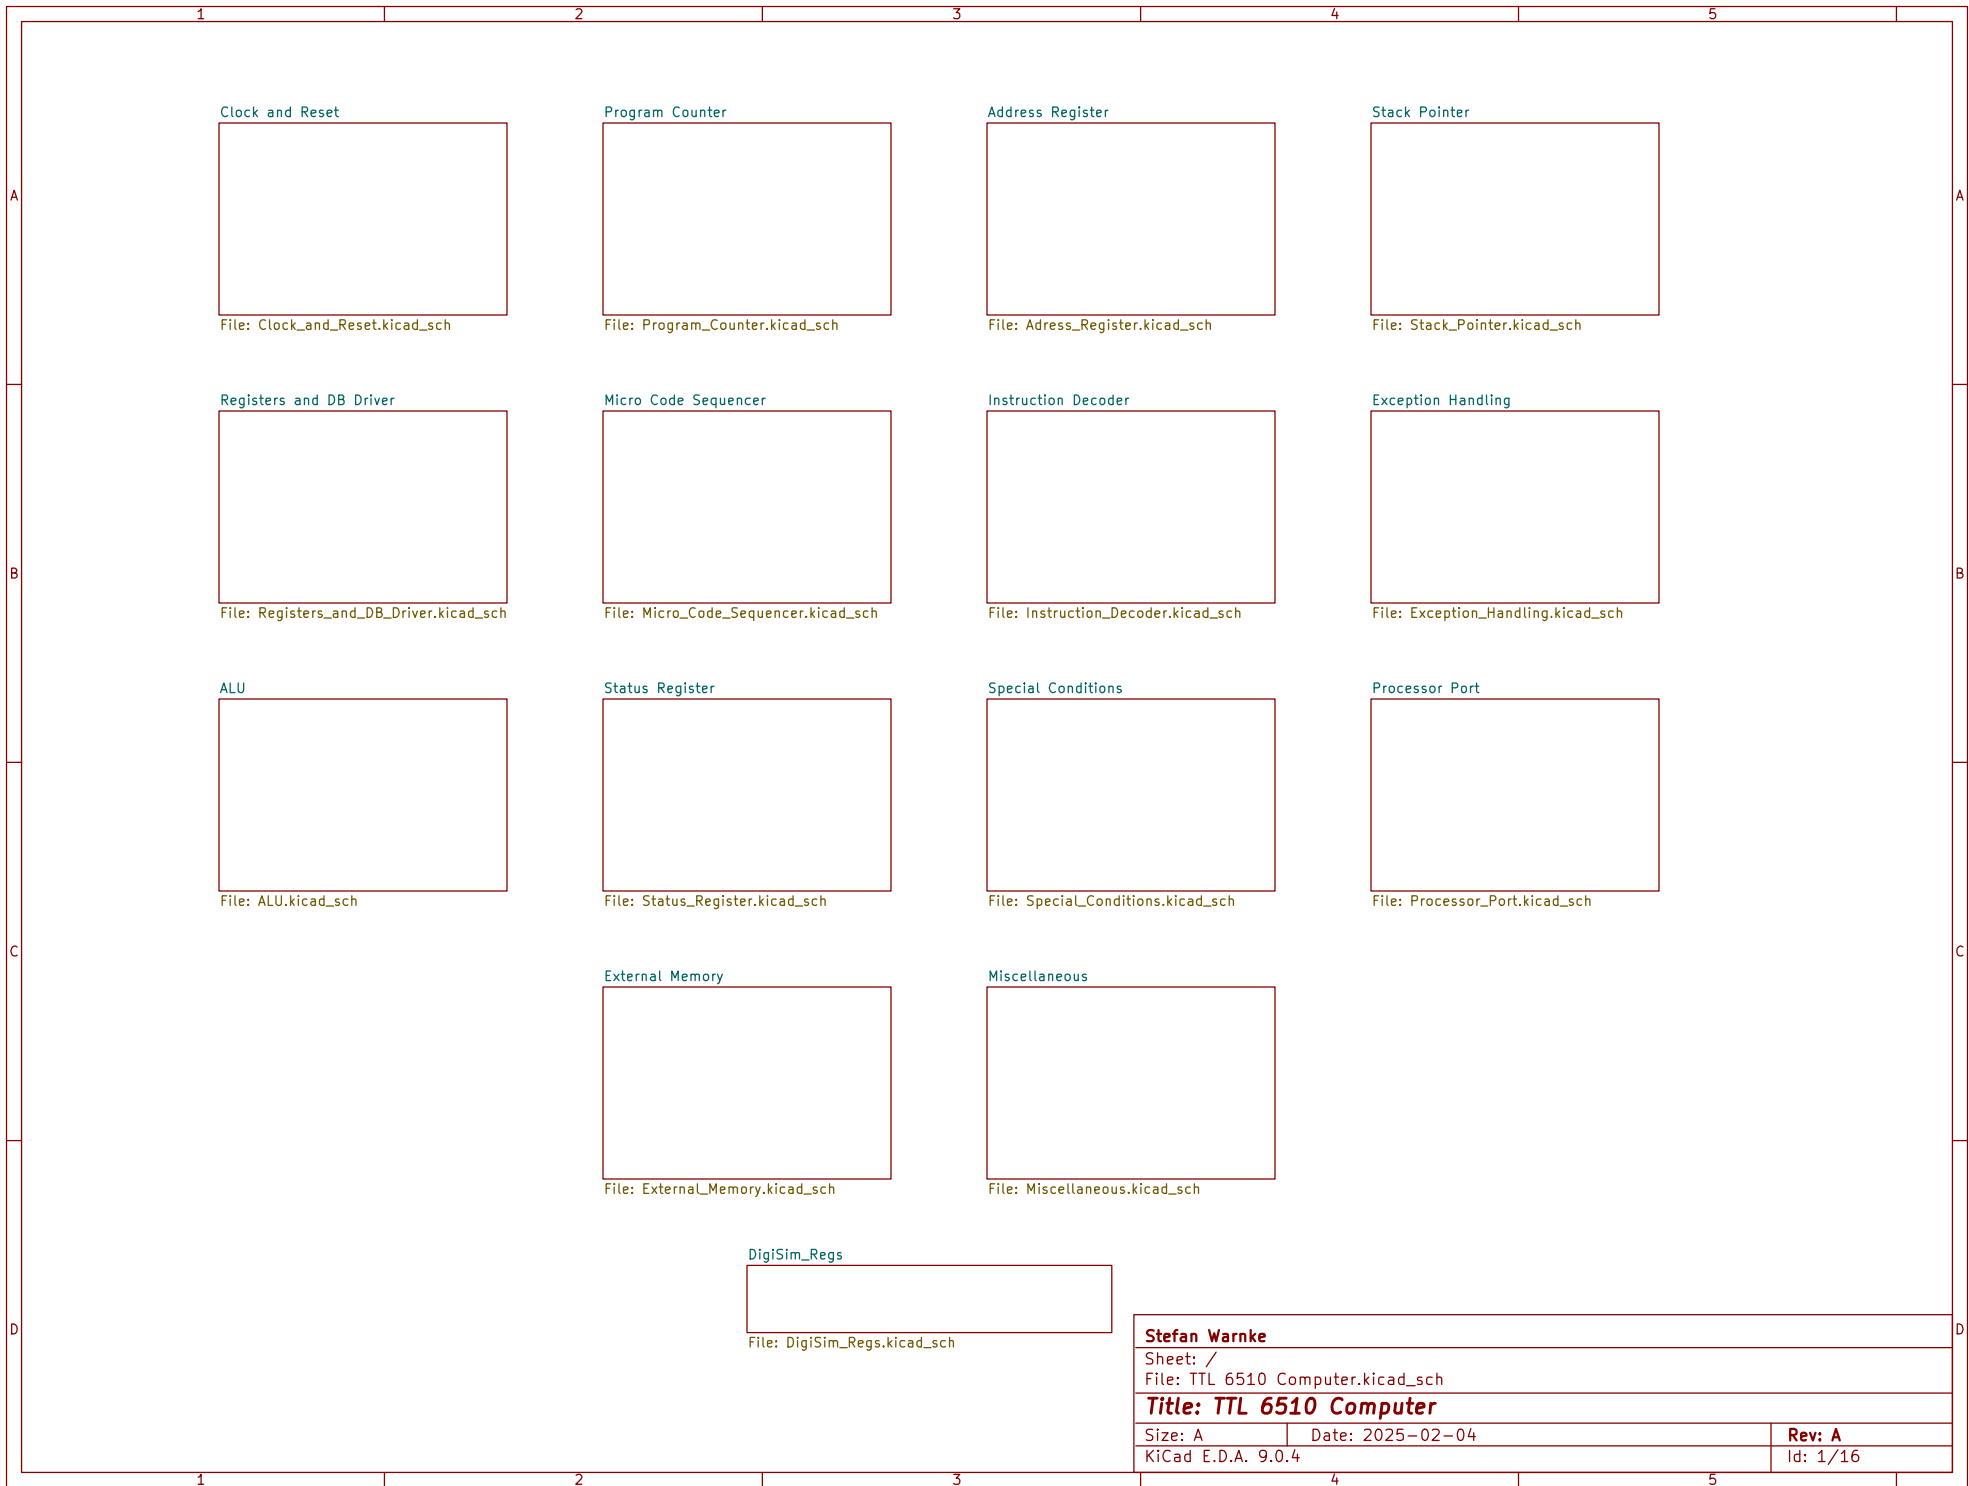 1 2 3 4 5
Clock and Reset
Program Counter
Address Register
Stack Pointer
A
A
File: Clock_and_Reset.kicad_sch
File: Program_Counter.kicad_sch
File: Adress_Register.kicad_sch
File: Stack_Pointer.kicad_sch
Registers and DB Driver
Micro Code Sequencer
Instruction Decoder
Exception Handling
B
B
File: Registers_and_DB_Driver.kicad_sch
File: Micro_Code_Sequencer.kicad_sch
File: Instruction_Decoder.kicad_sch
File: Exception_Handling.kicad_sch
ALU
Status Register
Special Conditions
Processor Port
File: ALU.kicad_sch
File: Status_Register.kicad_sch
File: Special_Conditions.kicad_sch
File: Processor_Port.kicad_sch
C
C
External Memory
Miscellaneous
File: External_Memory.kicad_sch
File: Miscellaneous.kicad_sch
DigiSim_Regs
File: DigiSim_Regs.kicad_sch
D
D
Stefan Warnke
Sheet: /
File: TTL 6510 Computer.kicad_sch
Title: TTL 6510 Computer
Size: A
Date: 2025-02-04
Rev: A
KiCad E.D.A. 9.0.4
Id: 1/16
1 2 3 4 5